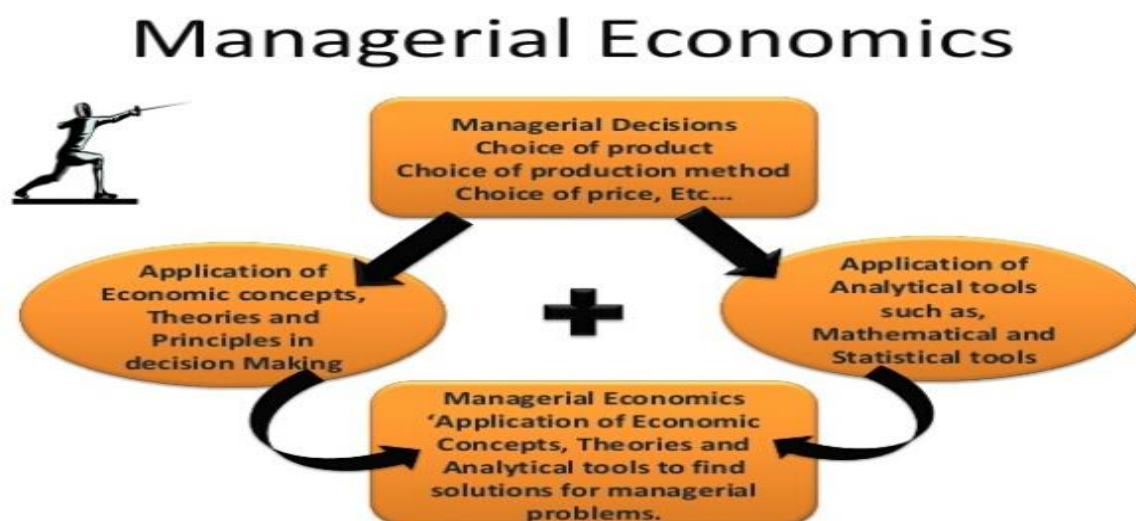 Managerial Economics
Managerial Decisions
Choice of product
Choice of production method
Choice of price, Etc...
Application of
Economic concepts,
Theories and
Principles in
decision Making
Application of
Analytical tools
such as,
Mathematical and
Statistical tools
Managerial Economics
‘Application of Economic
Concepts, Theories and
Analytical tools to find
solutions for managerial
problems.